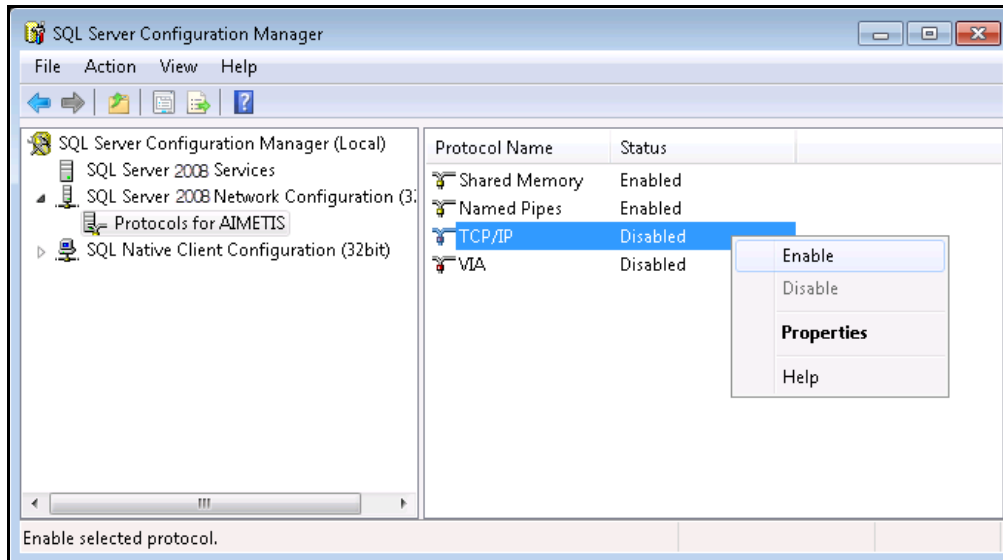 SQL Server Configuration Manager
File Action View Help
SQL Server Configuration Manager (Local)
SQL Server 2008 Services
SQL Server 2008 Network Configuration (3.
Protocols for AIMETIS
SQL Native Client Configuration (32bit)
Protocol Name Status
Shared Memory Enabled
Named Pipes Enabled
TCP/IP Disabled
VIA Disabled
Enable
Disable
Properties
Help
Enable selected protocol.